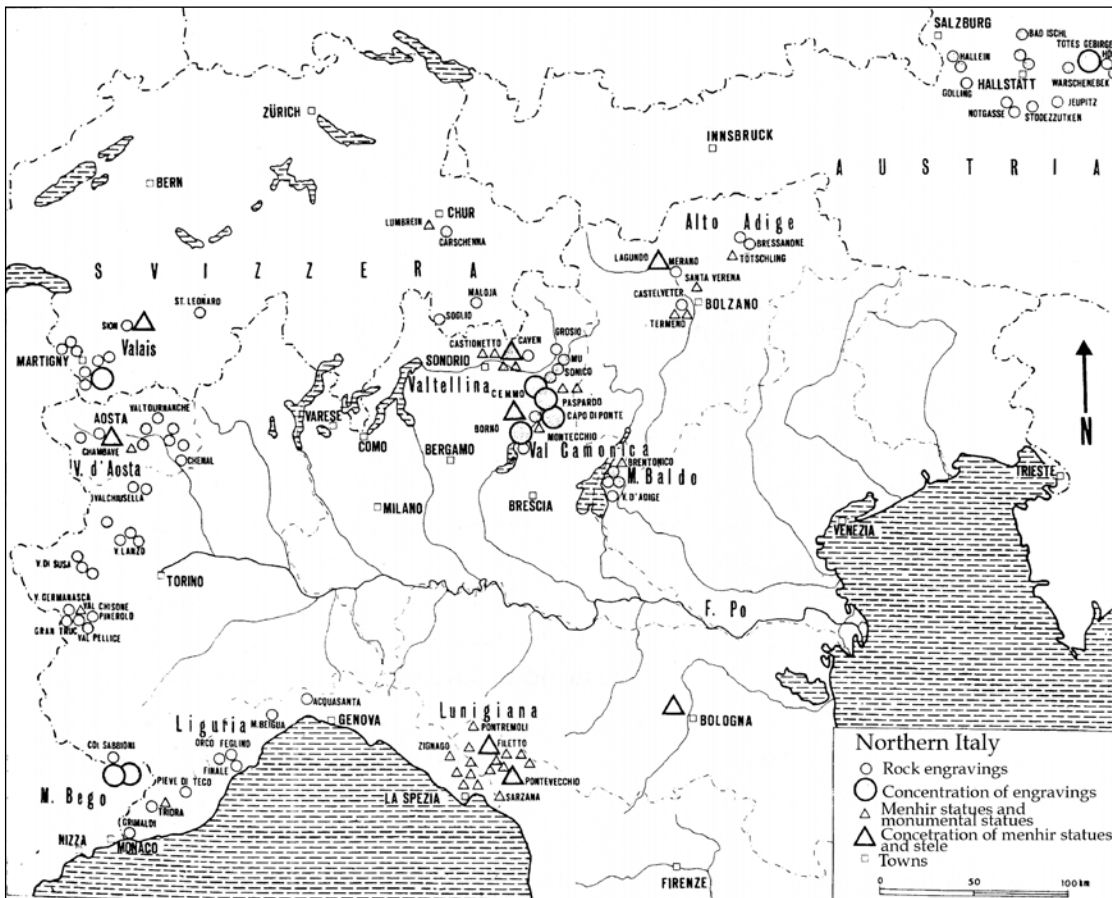 SALZBURG
BAD ISCHL
TOTES GEBIRGE
HALLEIN
HALLSTATT
WARSCHENEBEK
GOLLING
JEUPITZ
NOTGASSE
STODEZZUTKEN
ZÜRICH
INNSBRUCK
AUSTRIA
BERN
CHUR
LUMBREIN
CARSCHENNA
Alto Adige
BRESSANONE
TÖTSCHLING
LAGUNDO
MERANO
SANTA VERENA
SVIZZERA
MALOJA
CASTELVETER
BOLZANO
ST. LEONARD
SOGLIO
TERMENO
SION
Valais
GROSIO
CASTIONETTO
CAVEN
MARTIGNY
SONDRIO
MU
SONICO
Valtellina
CEMMO
PASPARDO
AOSTA
VALTOURNANCHE
VARESE
CAPO DI PONTE
N
COMO
BORNO
MONTECCHIO
CHAMBAVE
BERGAMO
Val Camonica
V. d'Aosta
CHENAL
BRENTONICO
M. Baldo
TRIESTE
VALCHIUSELLA
BRESCIA
V. D'ADIGE
MILANO
VENEZIA
V. LANZO
V. DI SUSA
TORINO
V. GERMANASCA
VAL CHISONE
F. Po
PINEROLO
GRAN TRUC
VAL PELLICE
ACQUASANTA
Lunigiana
M. BEIGUA
GENOVA
BOLOGNA
Liguria
PONTREMOLI
ORCO FEGLINO
FILETTO
COL SABBIONI
ZIGNAGO
FINALE
PIEVE DI TECO
PONTEVECCHIO
M. Bego
LA SPEZIA
SARZANA
TRIORA
GRIMALDI
NIZZA
MONACO
FIRENZE
Northern Italy
Rock engravings
Concentration of engravings
Menhir statues and
monumental statues
Concetration of menhir statues
and stele
Towns
0 50 100 km